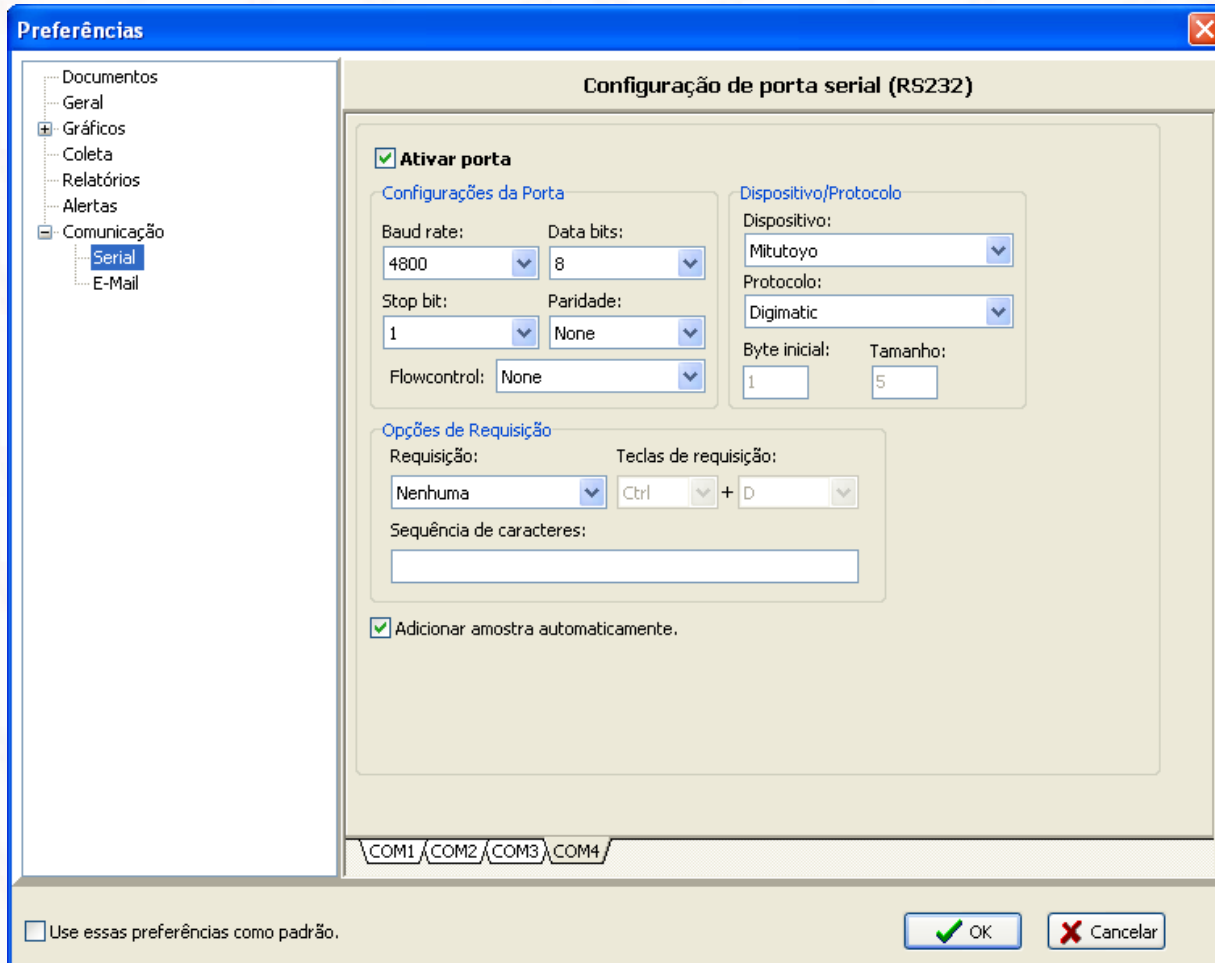 Preferências
Documentos
Geral
Gráficos
Coleta
Relatórios
Alertas
Comunicação
Serial
E-Mail
Configuração de porta serial (RS232)
Ativar porta
Configurações da Porta
Baud rate: Data bits:
4800 8
Stop bit: Paridade:
1 None
Flowcontrol: None
Dispositivo/Protocolo
Dispositivo:
Mitutoyo
Protocolo:
Digimatic
Byte inicial: Tamanho:
1 5
Opções de Requisição
Requisição: Teclas de requisição:
Nenhuma Ctrl + D
Sequência de caracteres:
Adicionar amostra automaticamente.
COM1 COM2 COM3 COM4
Use essas preferências como padrão.
OK Cancelar